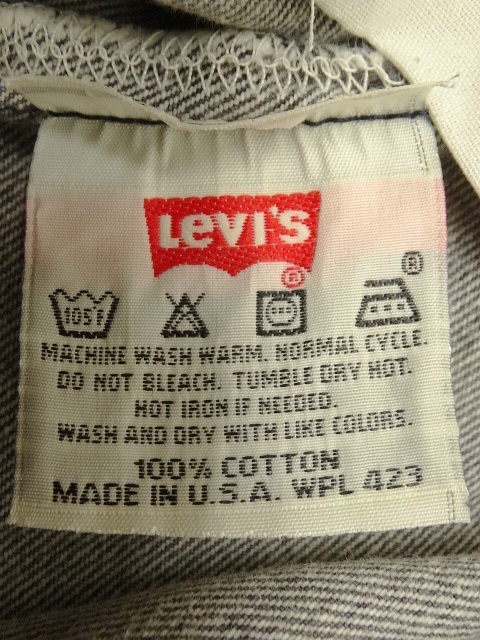 LEVI'S
®
®
105F
MACHINE WASH WARM. NORMAL CYCLE.
DO NOT BLEACH. TUMBLE DRY HOT.
HOT IRON IF NEEDED.
WASH AND DRY WITH LIKE COLORS.
100% COTTON
MADE IN U.S.A. WPL 423